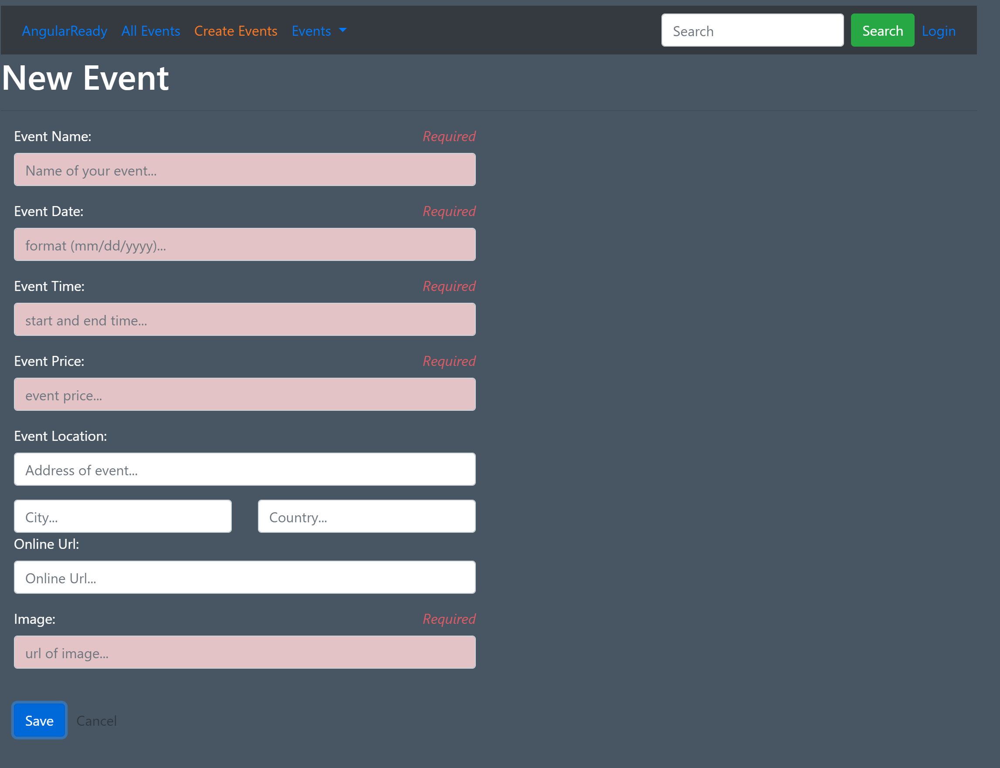 AngularReady All Events Create Events Events Search Search Login
New Event
Event Name: Required
Name of your event...
Event Date: Required
format (mm/dd/yyyy)...
Event Time: Required
start and end time...
Event Price: Required
event price...
Event Location:
Address of event...
City... Country...
Online Url:
Online Url...
Image: Required
url of image...
Save Cancel